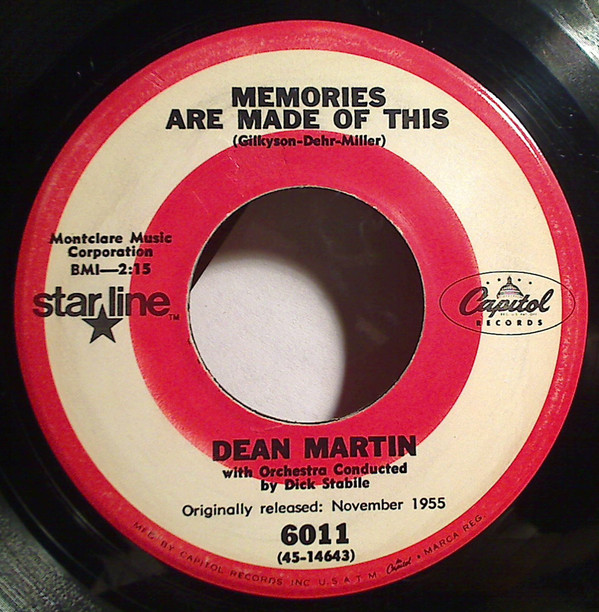 MEMORIES
ARE MADE OF THIS
(Gilkyson-Dehr-Miller)
Montclare Music
Corporation
BMI—2:15
starline TM
Capitol
RECORDS
DEAN MARTIN
with Orchestra Conducted
by Dick Stabile
Originally released: November 1955
6011
(45-14643)
MFD. BY CAPITOL RECORDS INC. U.S.A. T.M. Capitol • MARCA REG.